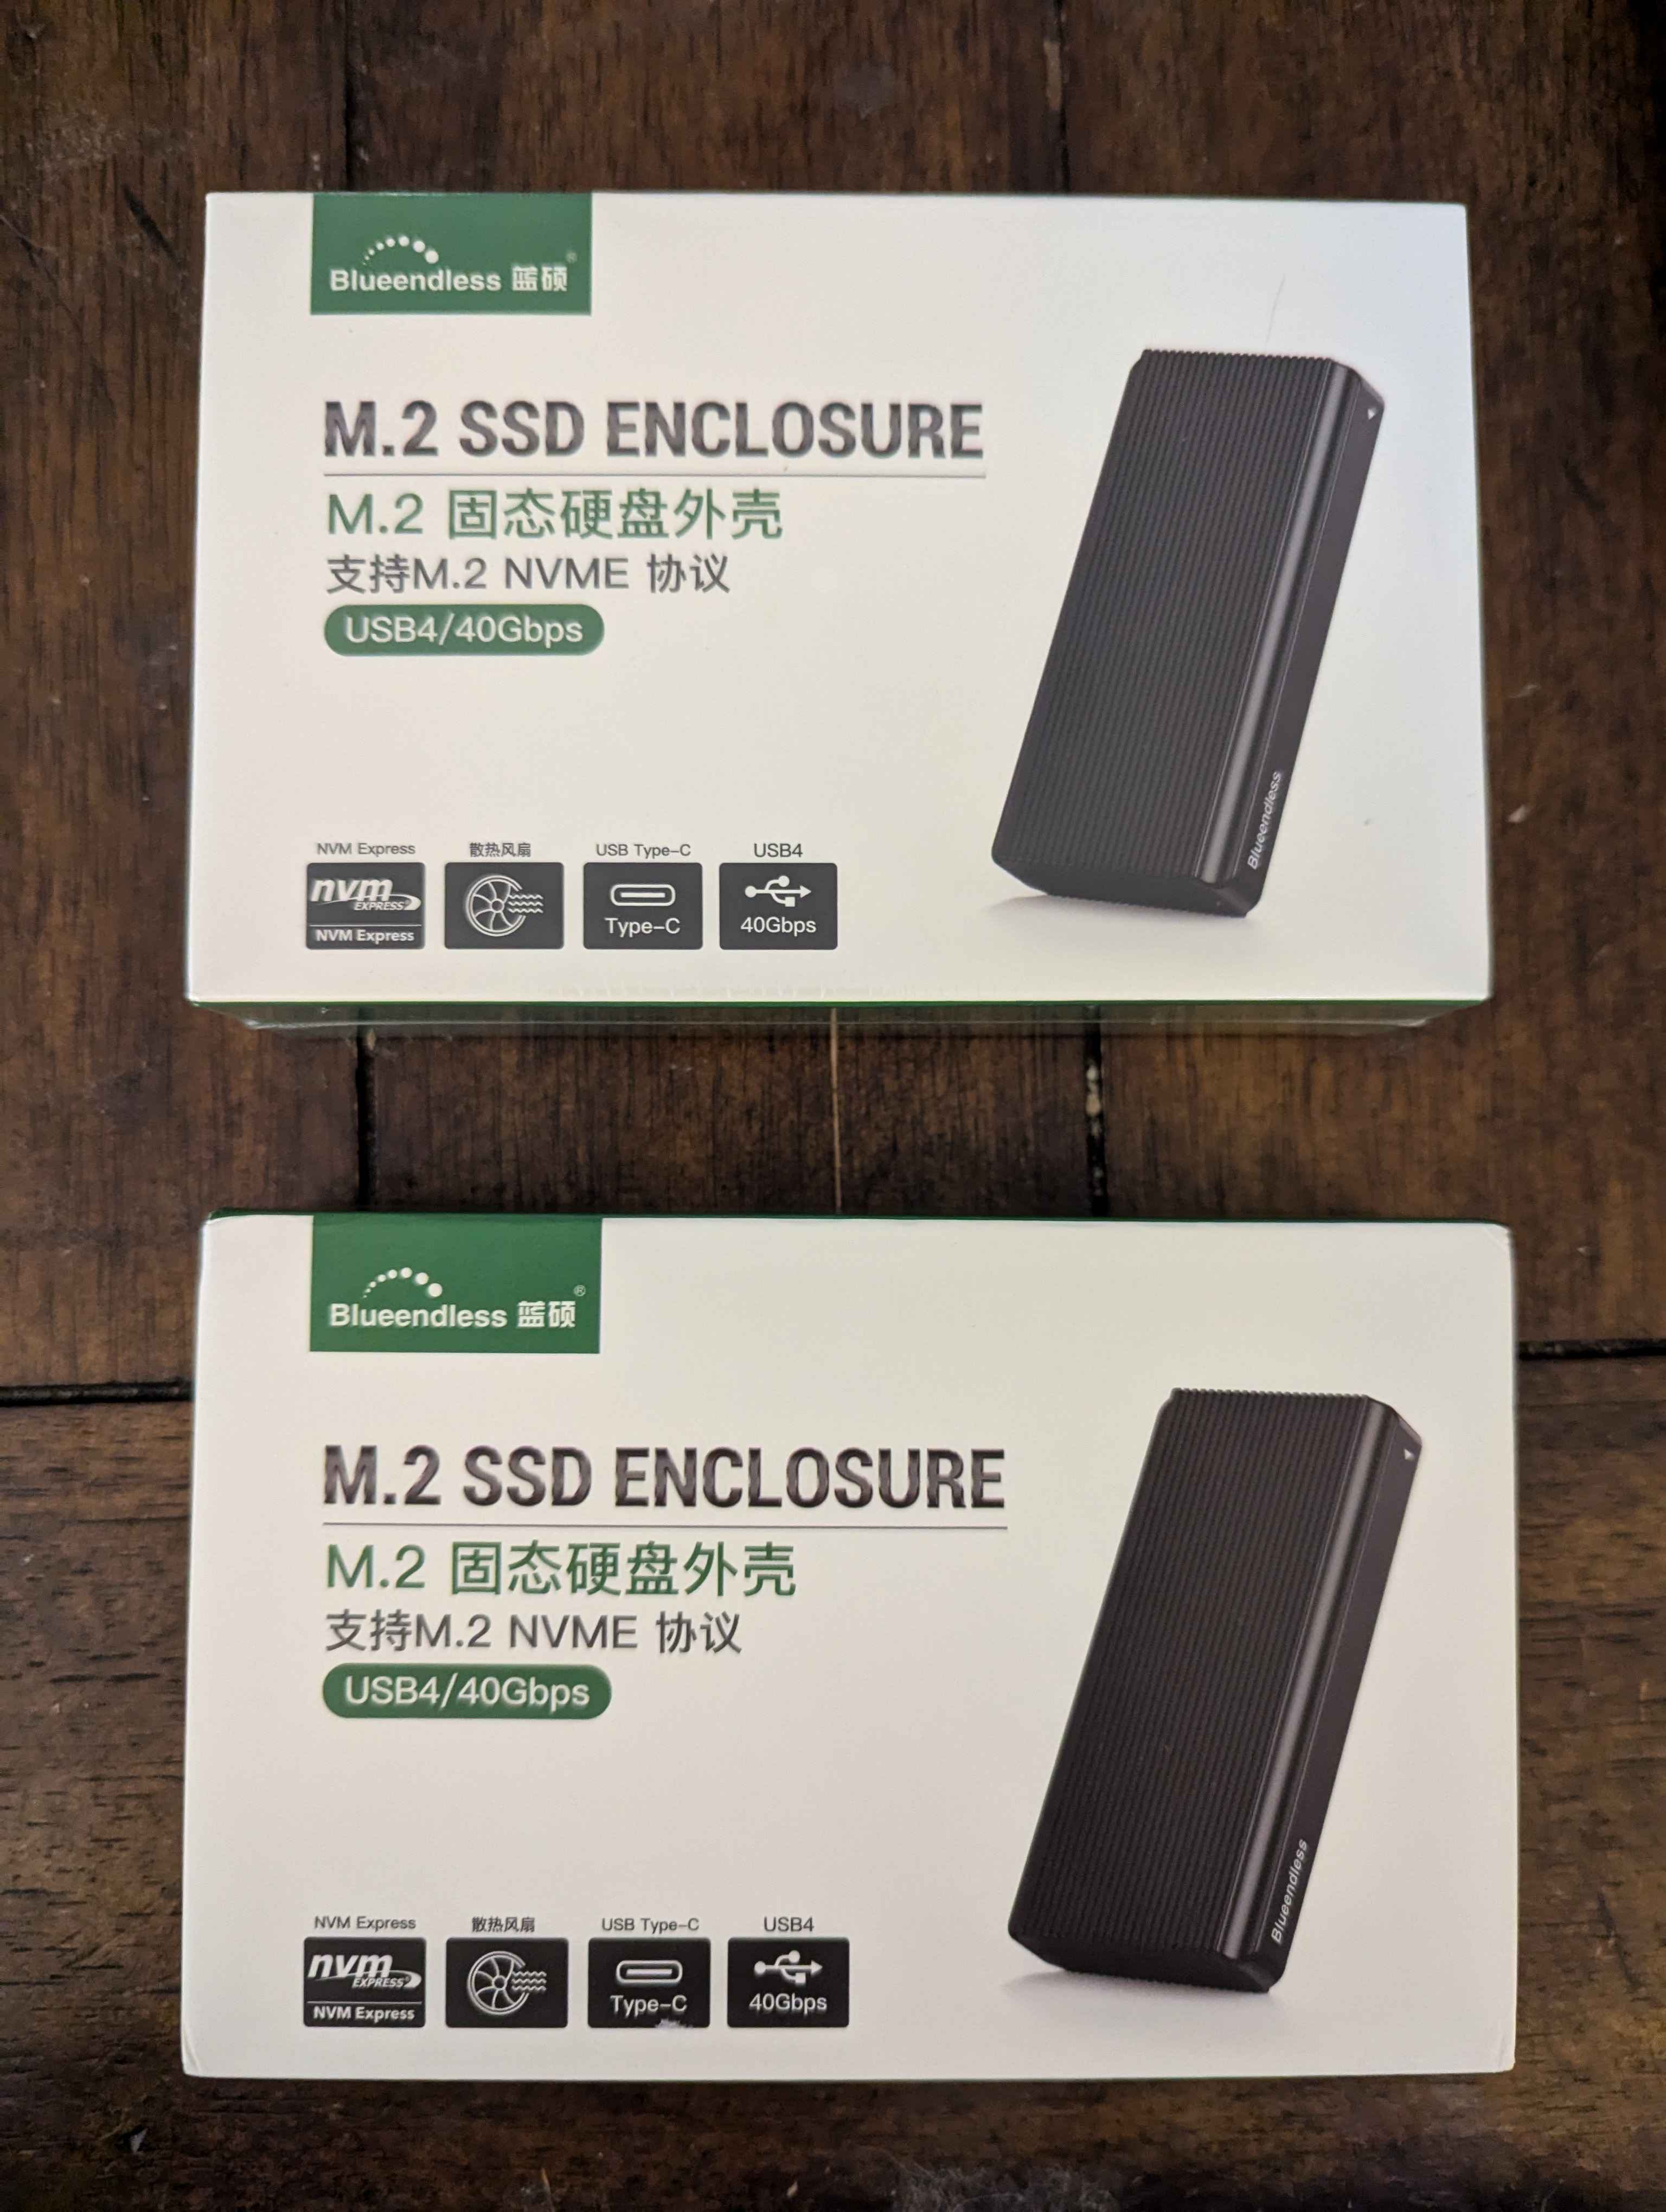 Blueendless 蓝硕®
M.2 SSD ENCLOSURE
M.2 固态硬盘外壳
支持M.2 NVME 协议
USB4/40Gbps
Blueendless
NVM Express 散热风扇 USB Type-C USB4
nvm EXPRESS
Type-C 40Gbps
NVM Express
Blueendless 蓝硕®
M.2 SSD ENCLOSURE
M.2 固态硬盘外壳
支持M.2 NVME 协议
USB4/40Gbps
Blueendless
NVM Express 散热风扇 USB Type-C USB4
nvm EXPRESS
Type-C 40Gbps
NVM Express